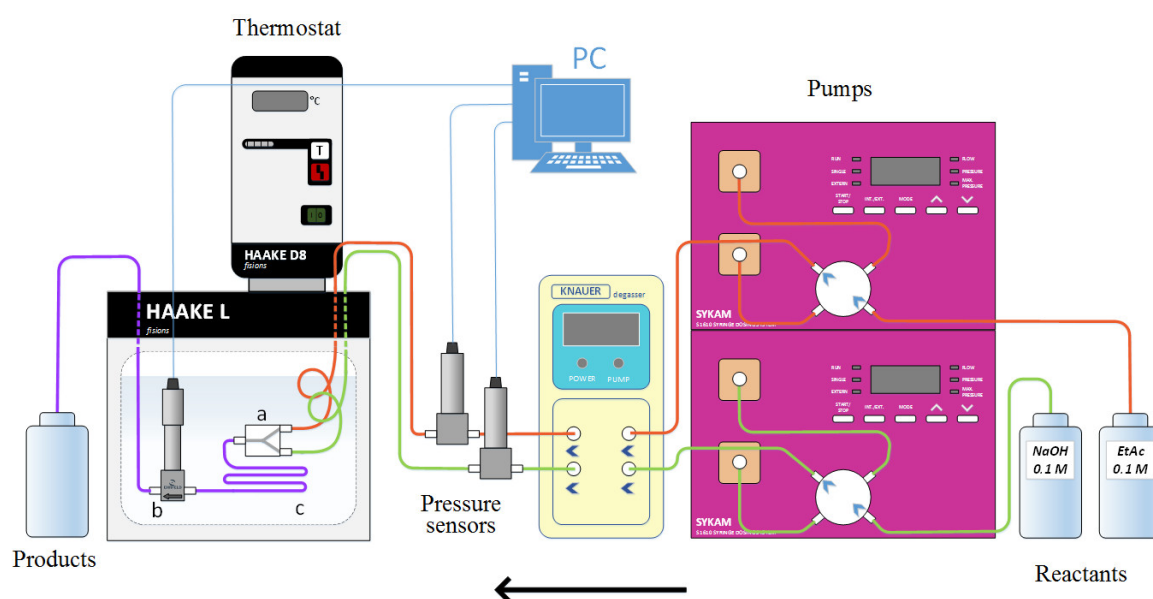 Thermostat
PC
Pumps
°C
T
HAAKE D8
fisions
HAAKE L
fisions
KNAUER degasser
POWER PUMP
RUN
SINGLE
EXTERN
SLOW
PRESSURE
MAX.
PRESSURE
START/
STOP
INT./EXT.
MODE
SYKAM
RUN
SINGLE
EXTERN
SLOW
PRESSURE
MAX.
PRESSURE
START/
STOP
INT./EXT.
MODE
SYKAM
NaOH
0.1 M
EtAc
0.1 M
a
b
c
Pressure
sensors
Products
Reactants